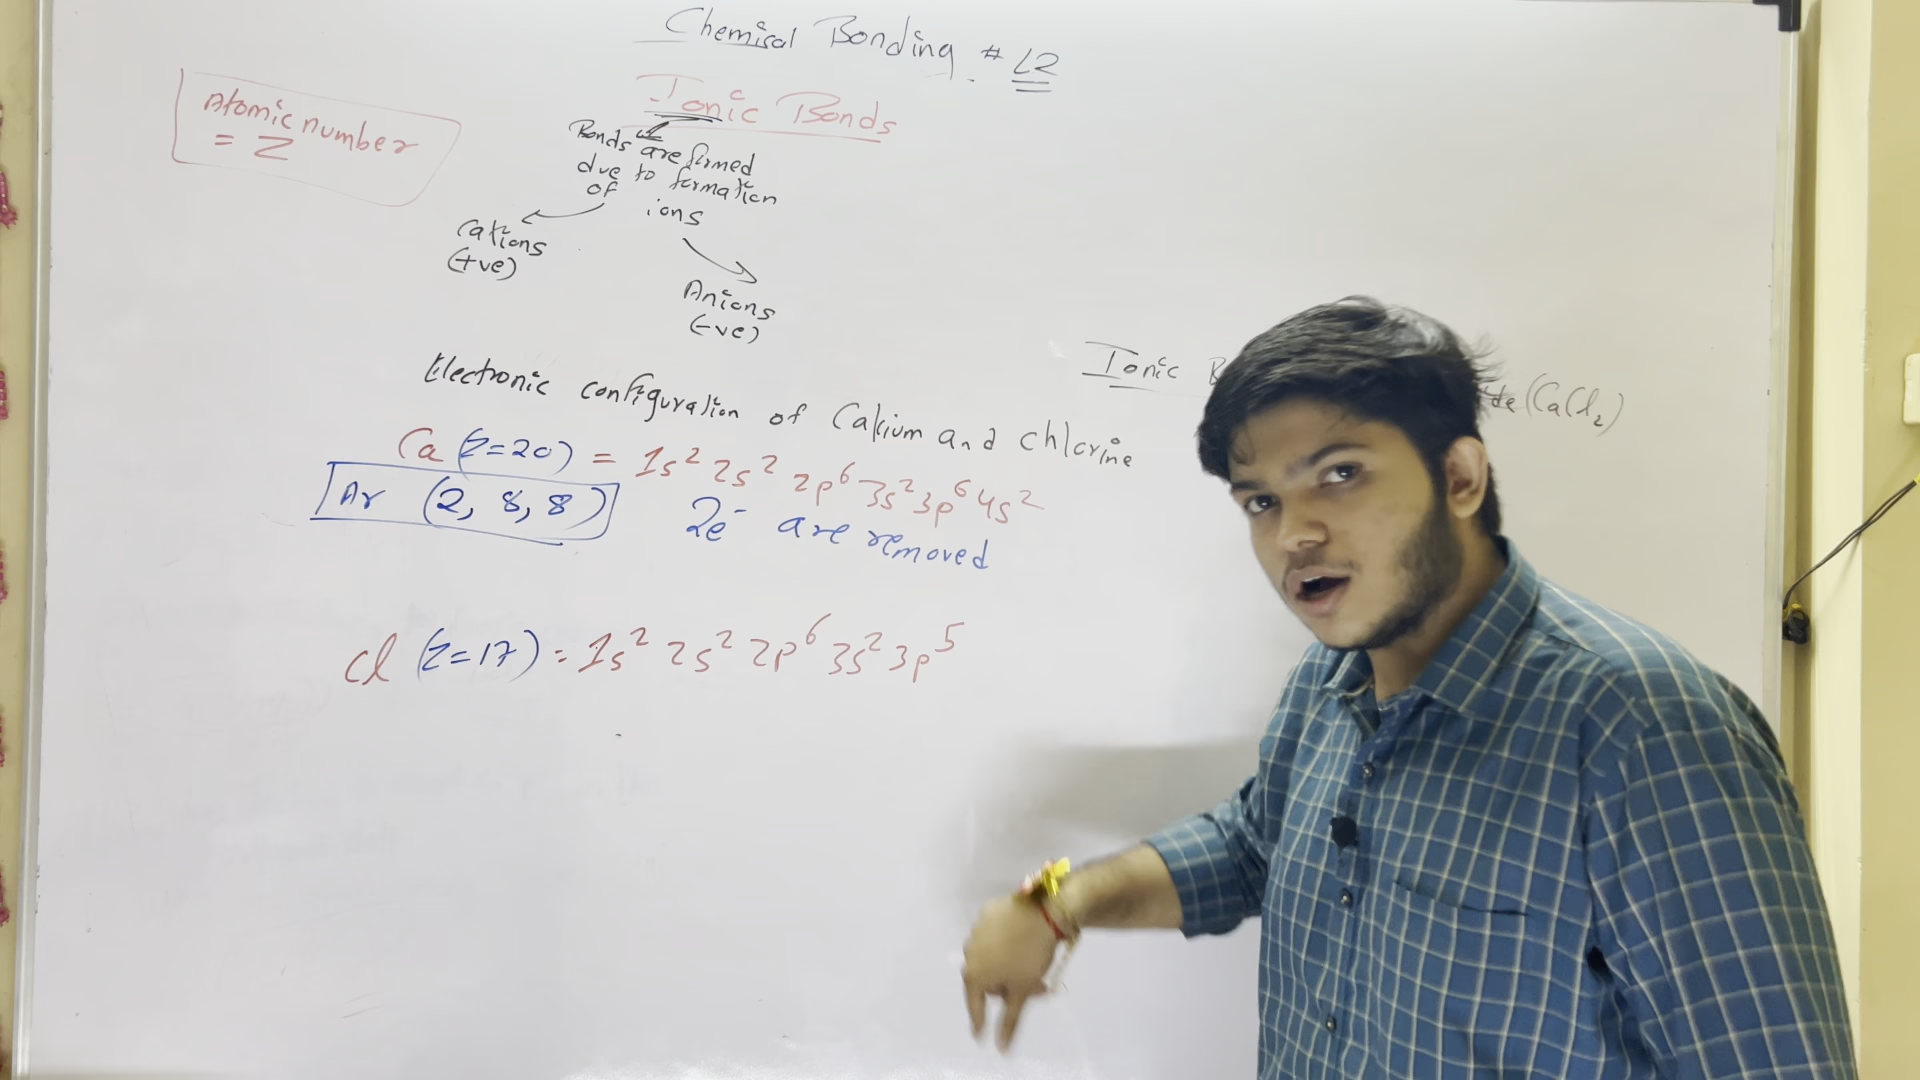 Chemical Bonding # L2
Ionic Bonds
Atomic number
= Z
Bonds are formed
due to formation
of ions
Cations
(+ve)
Anions
(-ve)
Ionic
(CaCl2)
Electronic configuration of Calcium and chlorine
Ca (Z=20) = 1s² 2s² 2p⁶ 3s² 3p⁶ 4s²
Ar (2, 8, 8)
2e⁻ are removed
Cl (Z=17) = 1s² 2s² 2p⁶ 3s² 3p⁵